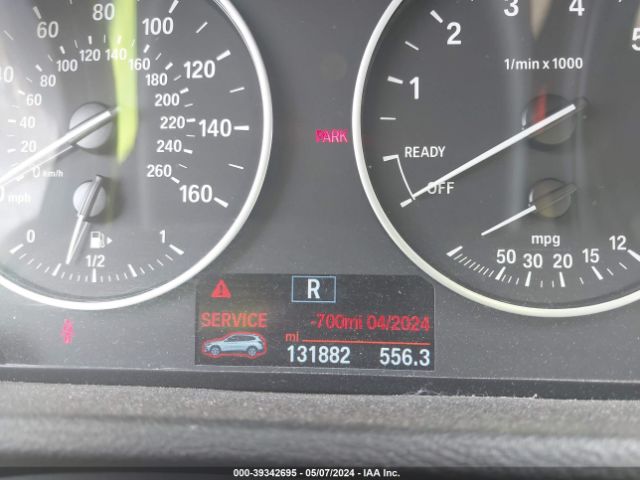 80 100 120 140 160
40 60 80 100 120 140 160 180 200 220 240 260
20 0 km/h
mph
0 1/2 1
1 2 3 4 5
1/min x 1000
PARK
READY
OFF
mpg
50 30 20 15 12
R
SERVICE -700mi 04/2024
mi
131882 556.3
000-39342695 - 05/07/2024 - IAA Inc.